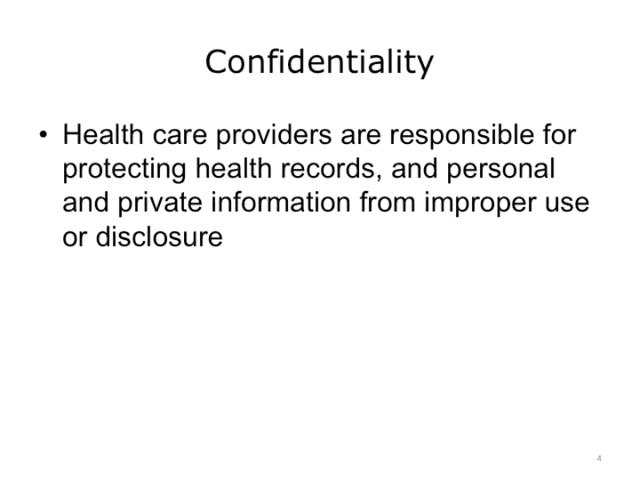 Confidentiality
• Health care providers are responsible for
protecting health records, and personal
and private information from improper use
or disclosure
4